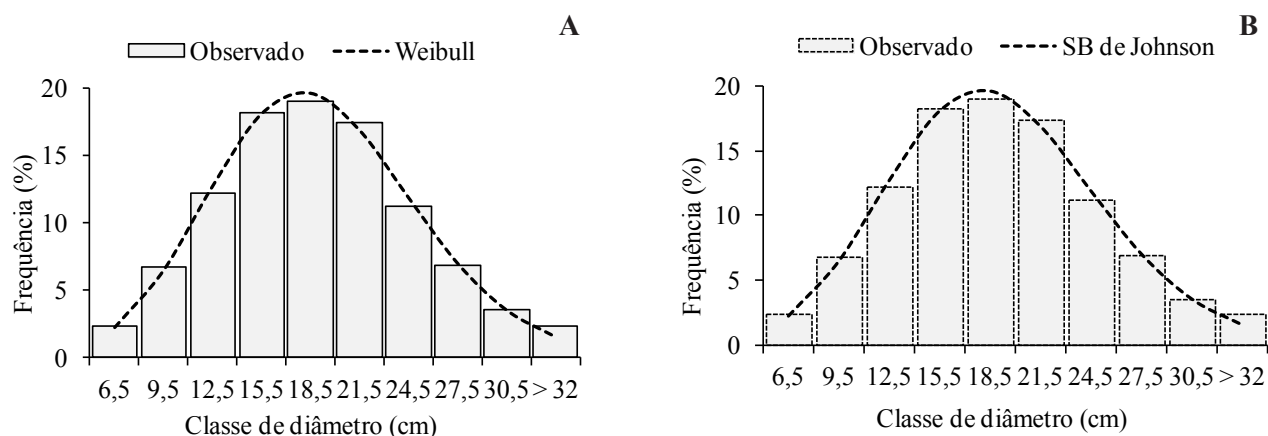 A
Observado Weibull
Frequência (%)
20
15
10
5
0
6,5 9,5 12,5 15,5 18,5 21,5 24,5 27,5 30,5 > 32
Classe de diâmetro (cm)
B
Observado SB de Johnson
Frequência (%)
20
15
10
5
0
6,5 9,5 12,5 15,5 18,5 21,5 24,5 27,5 30,5 > 32
Classe de diâmetro (cm)